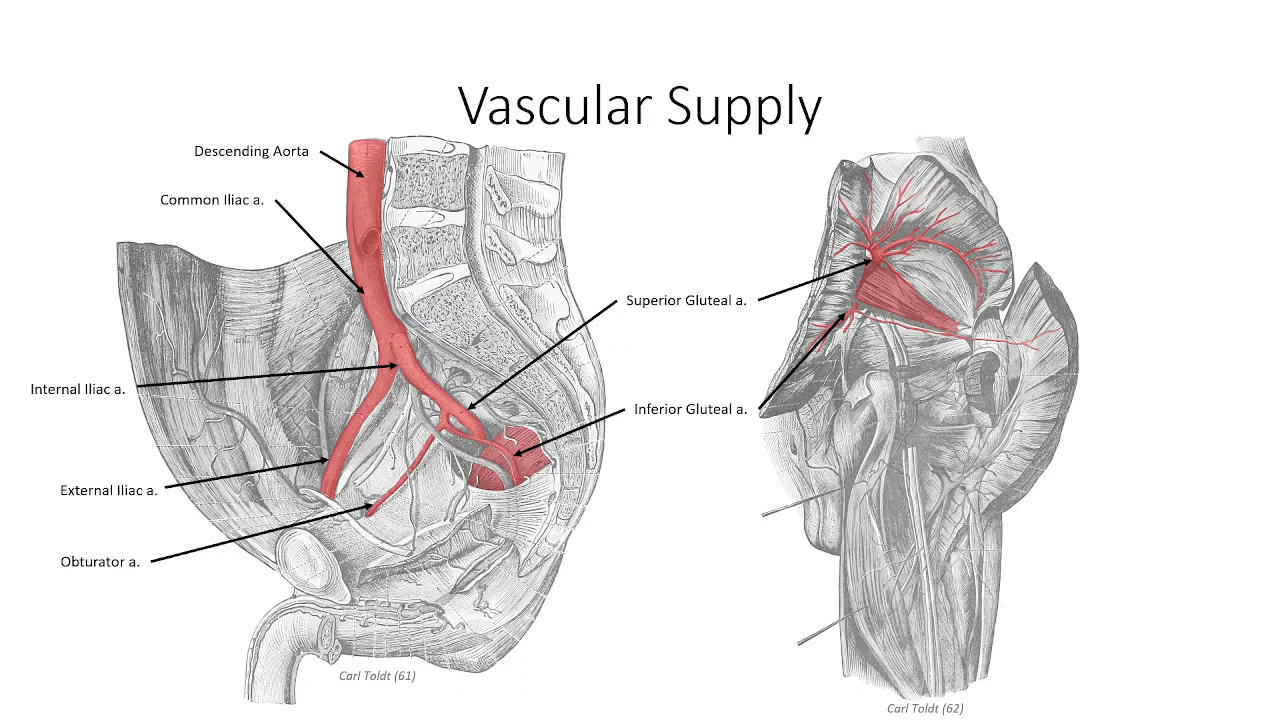 Vascular Supply
Descending Aorta
Common Iliac a.
Superior Gluteal a.
Internal Iliac a.
Inferior Gluteal a.
External Iliac a.
Obturator a.
Carl Toldt (61)
Carl Toldt (62)